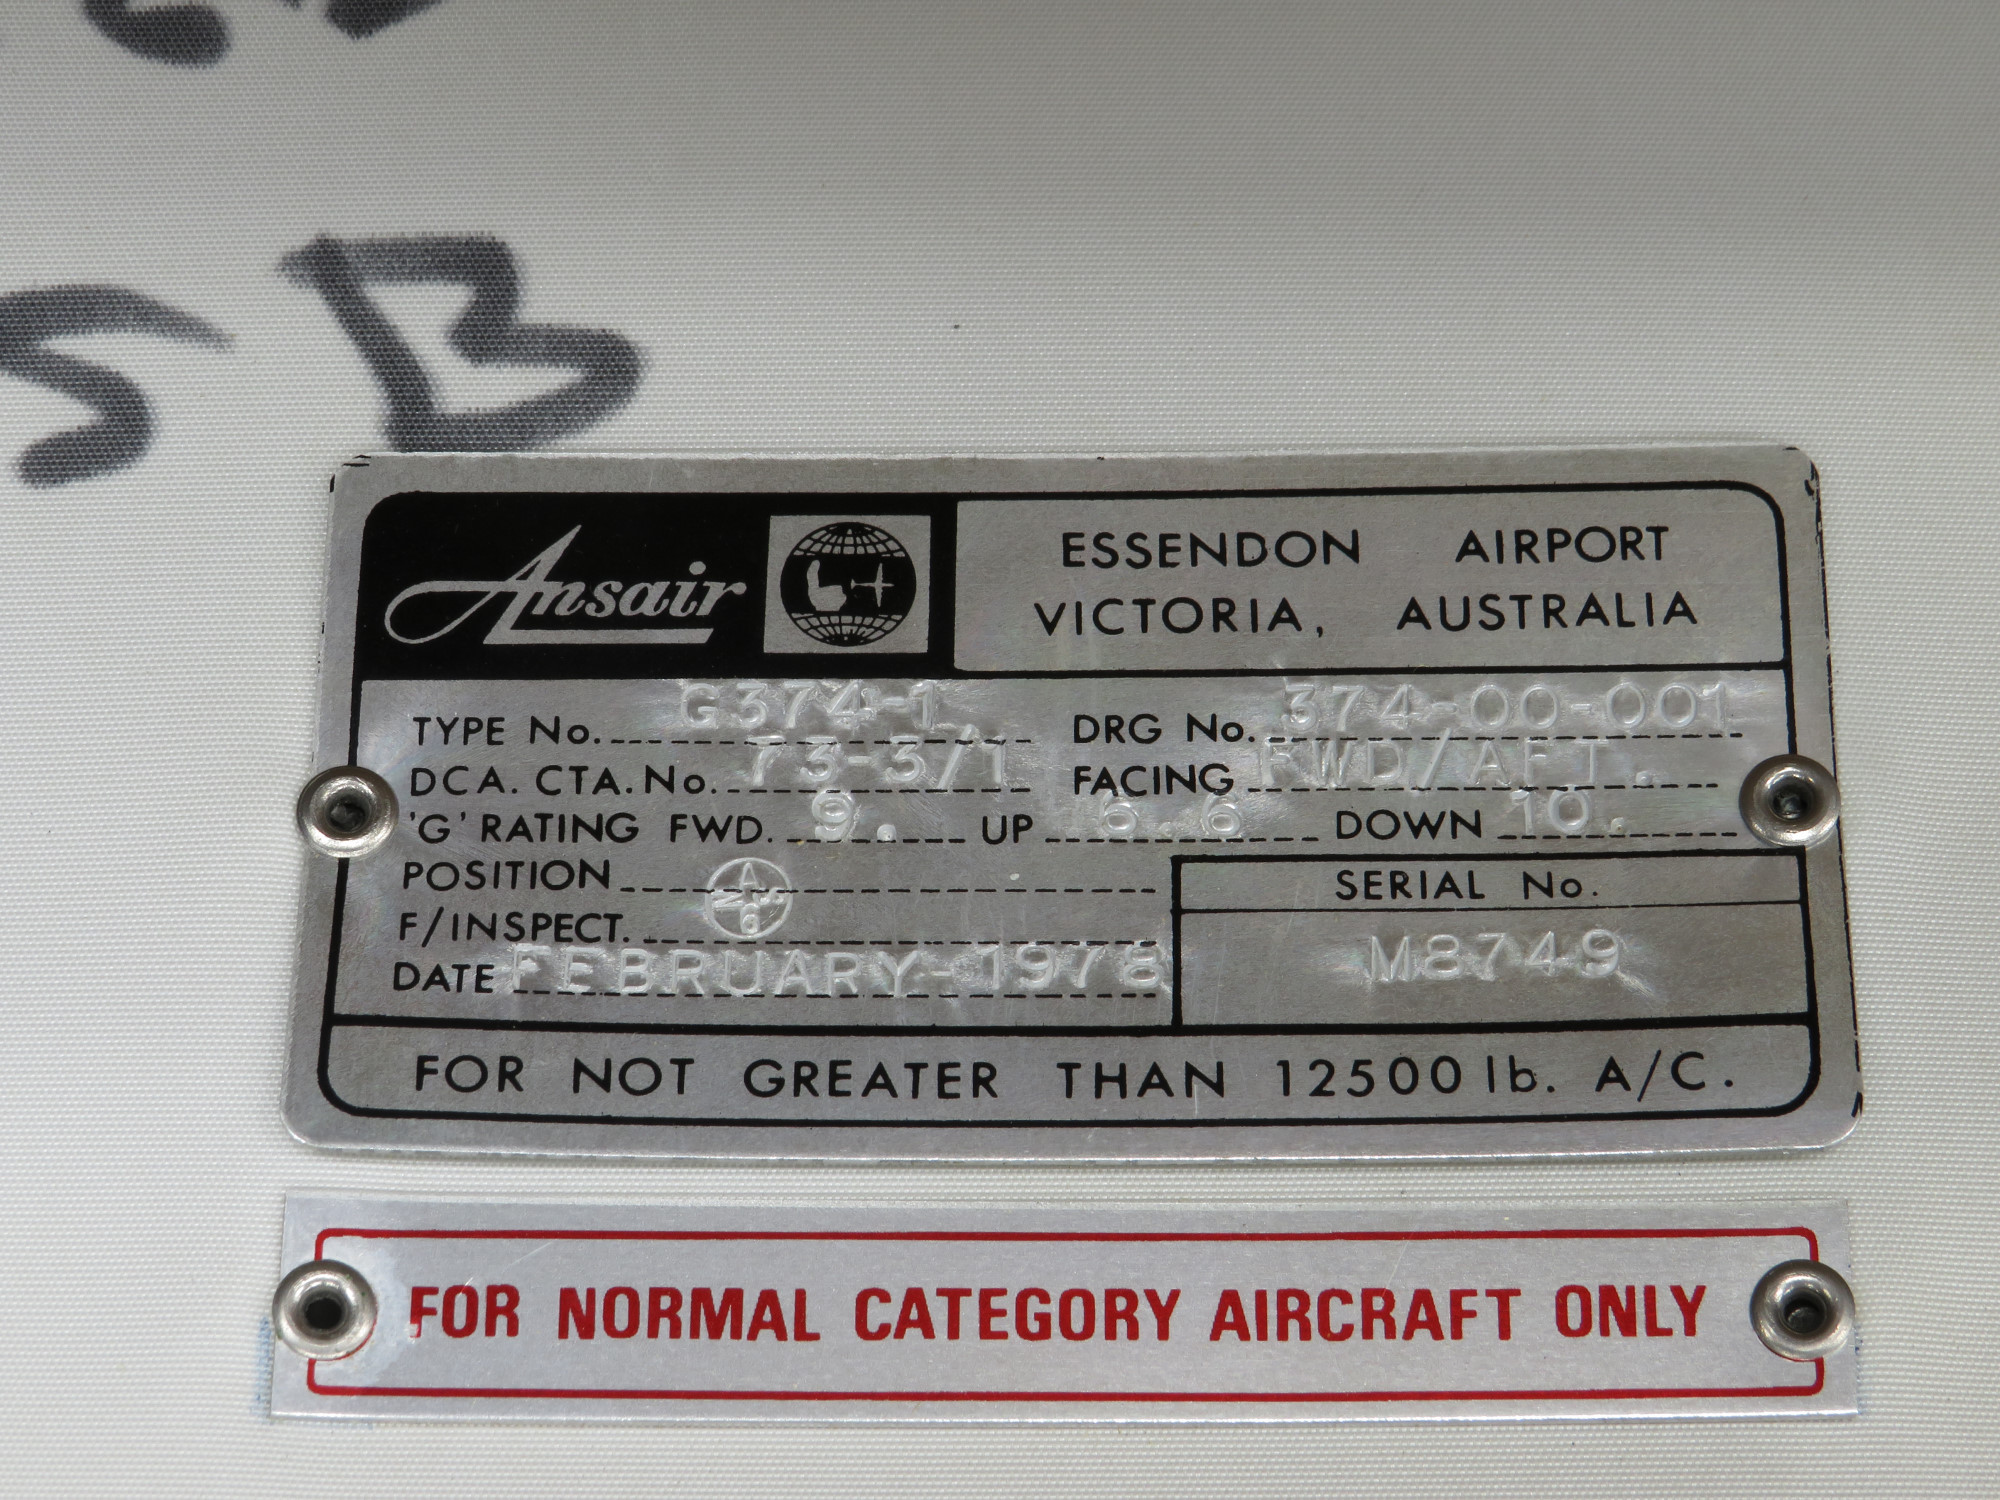 SB
Ansair
ESSENDON AIRPORT
VICTORIA, AUSTRALIA
TYPE No. G374-1 DRG No. 374-00-001
DCA. CTA. No. 73-3/1 FACING FWD/AFT.
'G' RATING FWD. 9. UP 6.6 DOWN 10.
POSITION
F/INSPECT.
DATE FEBRUARY-1978
SERIAL No.
M8749
FOR NOT GREATER THAN 12500 lb. A/C.
FOR NORMAL CATEGORY AIRCRAFT ONLY